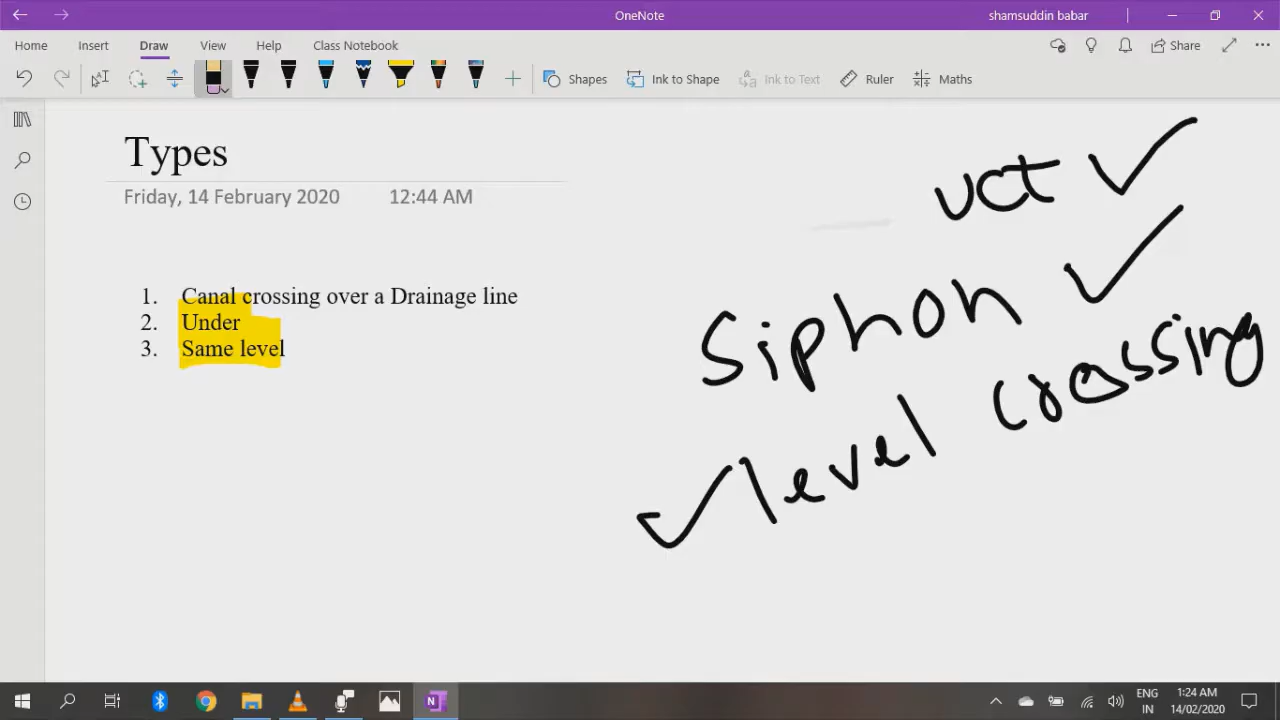 OneNote
shamsuddin babar
Home Insert Draw View Help Class Notebook
Share
Shapes Ink to Shape Ink to Text Ruler Maths
Types
Friday, 14 February 2020 12:44 AM
1. Canal crossing over a Drainage line
2. Under
3. Same level
uct
Siphon
level crossing
ENG
IN
1:24 AM
14/02/2020